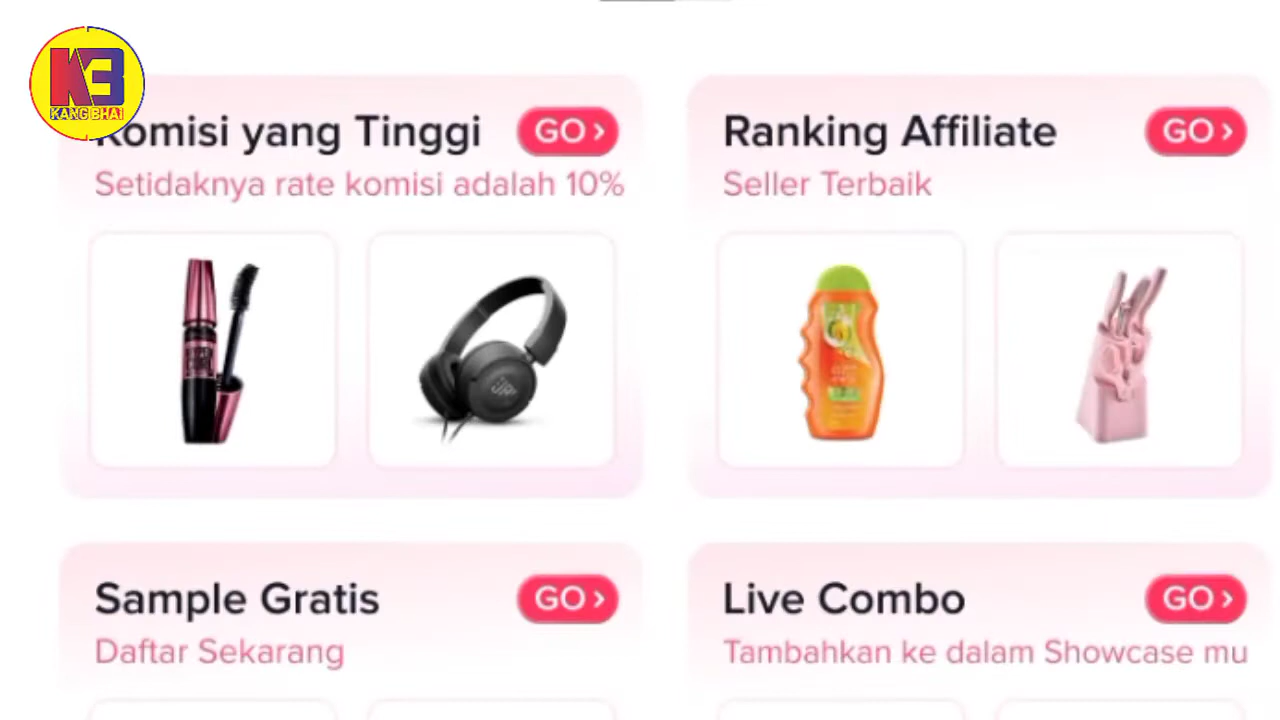 KB
KANG BHAI
Komisi yang Tinggi
GO
Setidaknya rate komisi adalah 10%
Ranking Affiliate
GO
Seller Terbaik
Sample Gratis
GO
Daftar Sekarang
Live Combo
GO
Tambahkan ke dalam Showcase mu